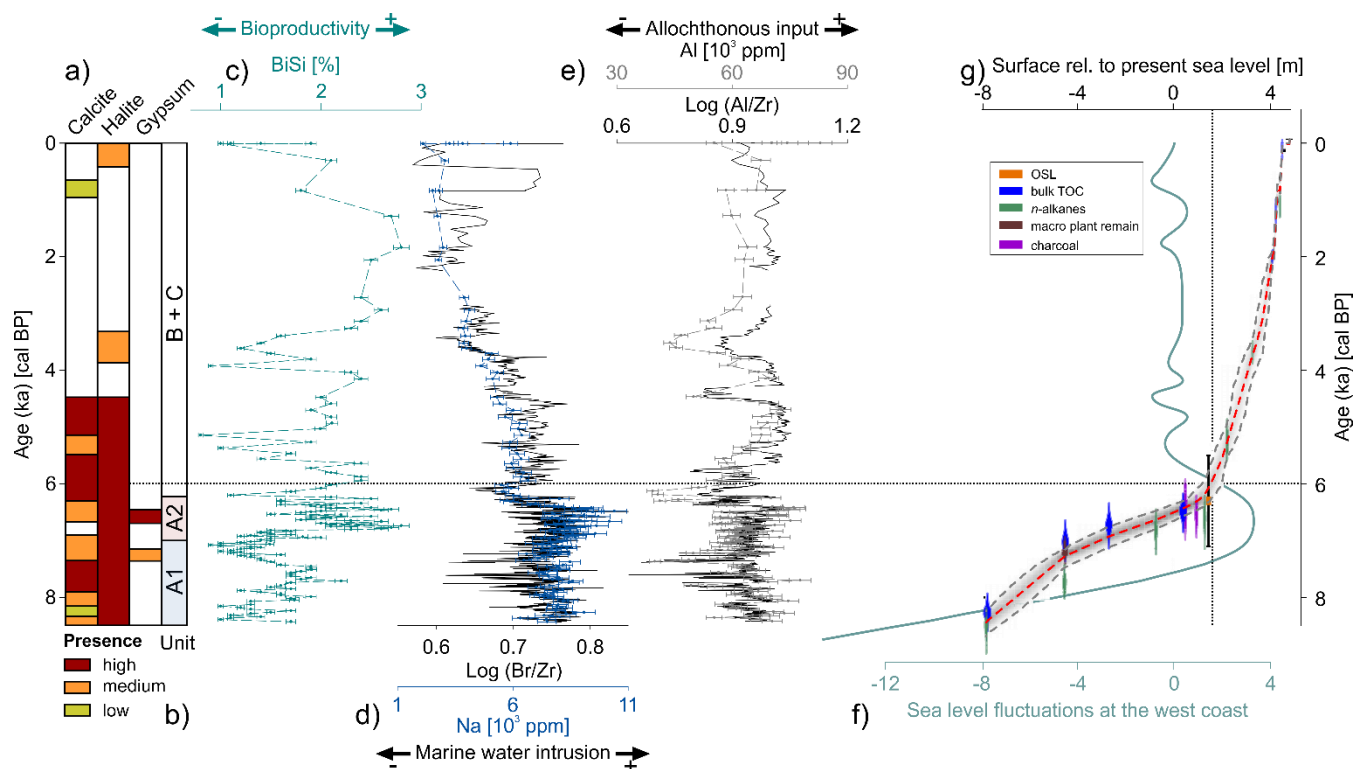 - +
Bioproductivity
a)
c)
BiSi [%]
1 2 3
Calcite
Halite
Gypsum
- +
Allochthonous input
e)
Al [10³ ppm]
30 60 90
Log (Al/Zr)
0.6 0.9 1.2
g)
Surface rel. to present sea level [m]
-8 -4 0 4
0
2
4
6
8
Age (ka) [cal BP]
B + C
A2
A1
Unit
OSL
bulk TOC
n-alkanes
macro plant remain
charcoal
0
2
4
6
8
Age (ka) [cal BP]
Presence
high
medium
low
b)
d)
0.6 0.7 0.8
Log (Br/Zr)
1 6 11
Na [10³ ppm]
Marine water intrusion
- +
-12 -8 -4 0 4
f)
Sea level fluctuations at the west coast